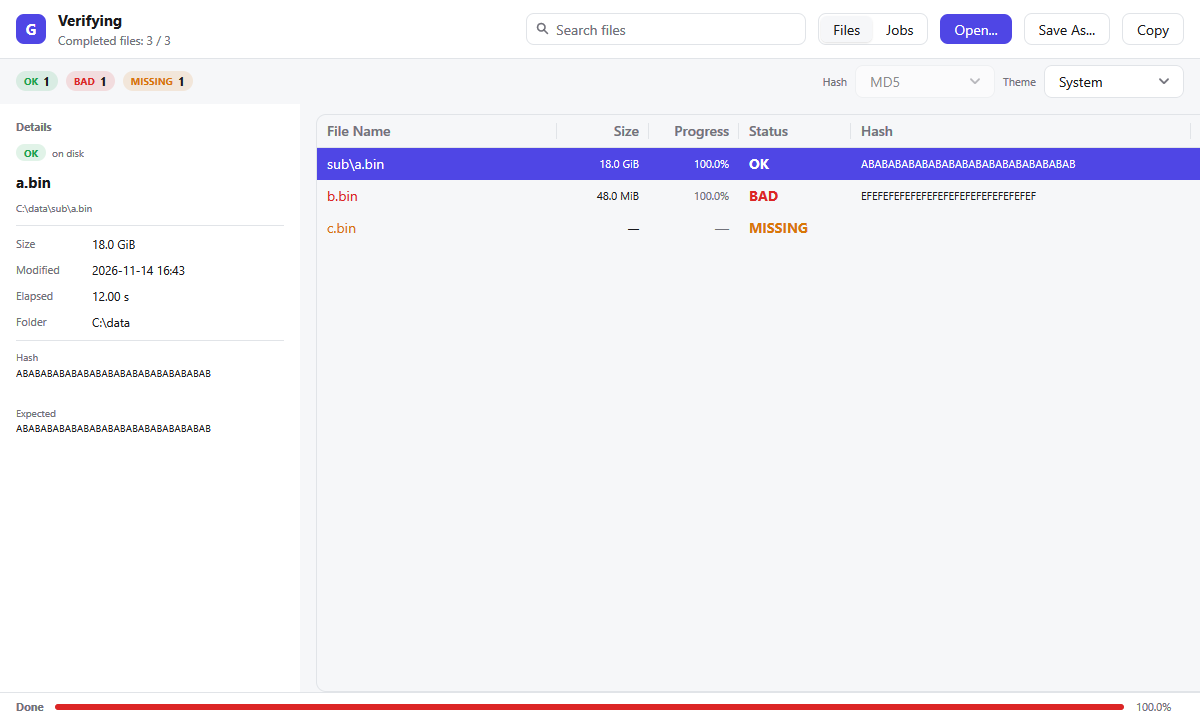 G
Verifying
Completed files: 3 / 3
Search files
Files Jobs
Open...
Save As...
Copy
OK 1 BAD 1 MISSING 1
Hash MD5 Theme System
Details
OK on disk
a.bin
C:\data\sub\a.bin
Size 18.0 GiB
Modified 2026-11-14 16:43
Elapsed 12.00 s
Folder C:\data
Hash
ABABABABABABABABABABABABABABABAB
Expected
ABABABABABABABABABABABABABABABAB
File Name Size Progress Status Hash
sub\a.bin 18.0 GiB 100.0% OK ABABABABABABABABABABABABABABABAB
b.bin 48.0 MiB 100.0% BAD EFEFEFEFEFEFEFEFEFEFEFEFEFEFEFEF
c.bin — — MISSING
Done 100.0%